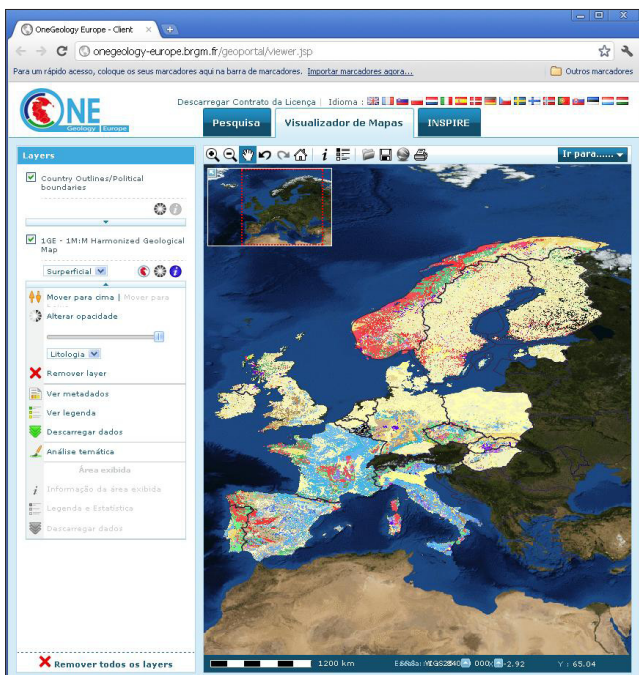 OneGeology Europe - Client
onegeology-europe.brgm.fr/geoportal/viewer.jsp
Para um rápido acesso, coloque os seus marcadores aqui na barra de marcadores. Importar marcadores agora...
Outros marcadores
ONE
Geology | Europe
Descarregar Contrato da Licença | Idioma :
Pesquisa
Visualizador de Mapas
INSPIRE
Layers
Ir para......
Country Outlines/Political
boundaries
1GE - 1M:M Harmonized Geological
Map
Surperficial
Mover para cima | Mover para
Alterar opacidade
Litologia
Remover layer
Ver metadados
Ver legenda
Descarregar dados
Análise temática
Área exibida
Informação da área exibida
Legenda e Estatística
Descarregar dados
Remover todos os layers
1200 km
000
-2.92
Y : 65.04